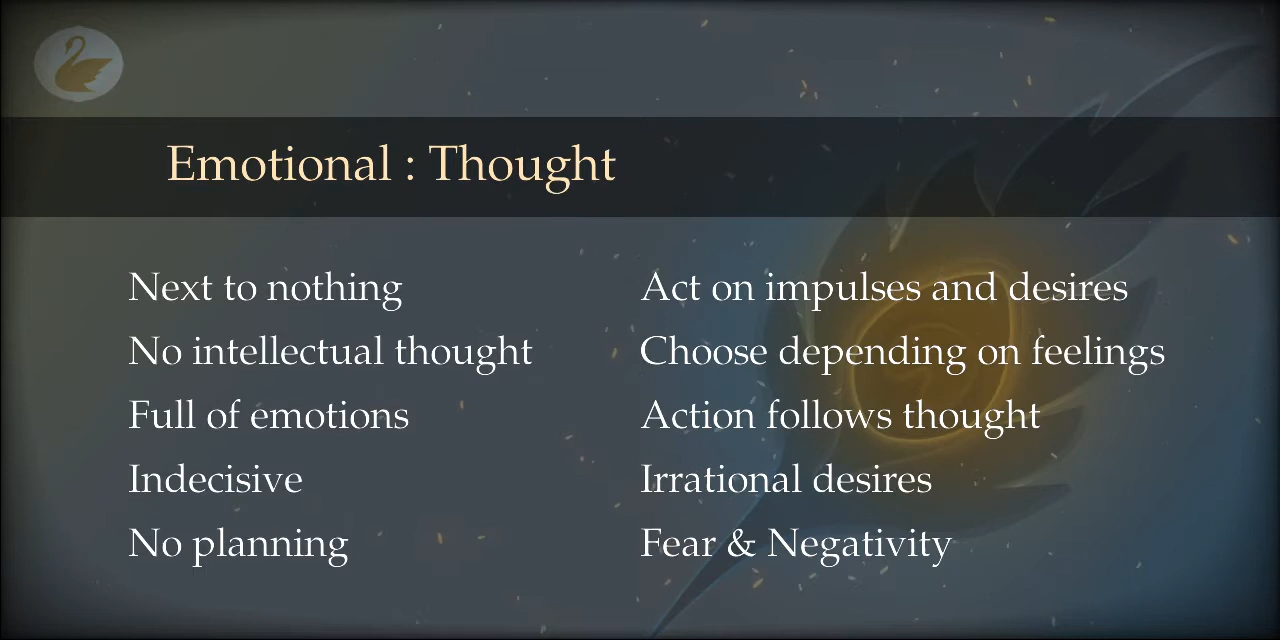 Emotional : Thought
Next to nothing
No intellectual thought
Full of emotions
Indecisive
No planning
Act on impulses and desires
Choose depending on feelings
Action follows thought
Irrational desires
Fear & Negativity